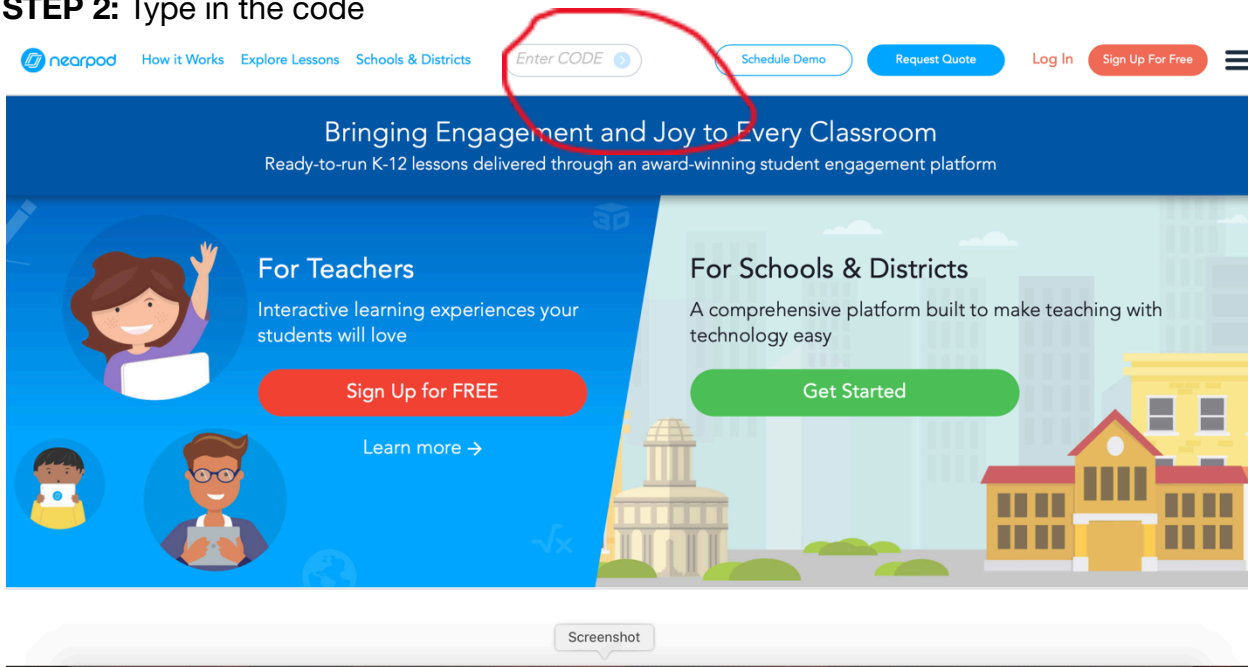 STEP 2: Type in the code
nearpod How it Works Explore Lessons Schools & Districts Enter CODE Schedule Demo Request Quote Log In Sign Up For Free
Bringing Engagement and Joy to Every Classroom
Ready-to-run K-12 lessons delivered through an award-winning student engagement platform
3D
For Teachers
Interactive learning experiences your
students will love
Sign Up for FREE
Learn more →
√x
For Schools & Districts
A comprehensive platform built to make teaching with
technology easy
Get Started
Screenshot